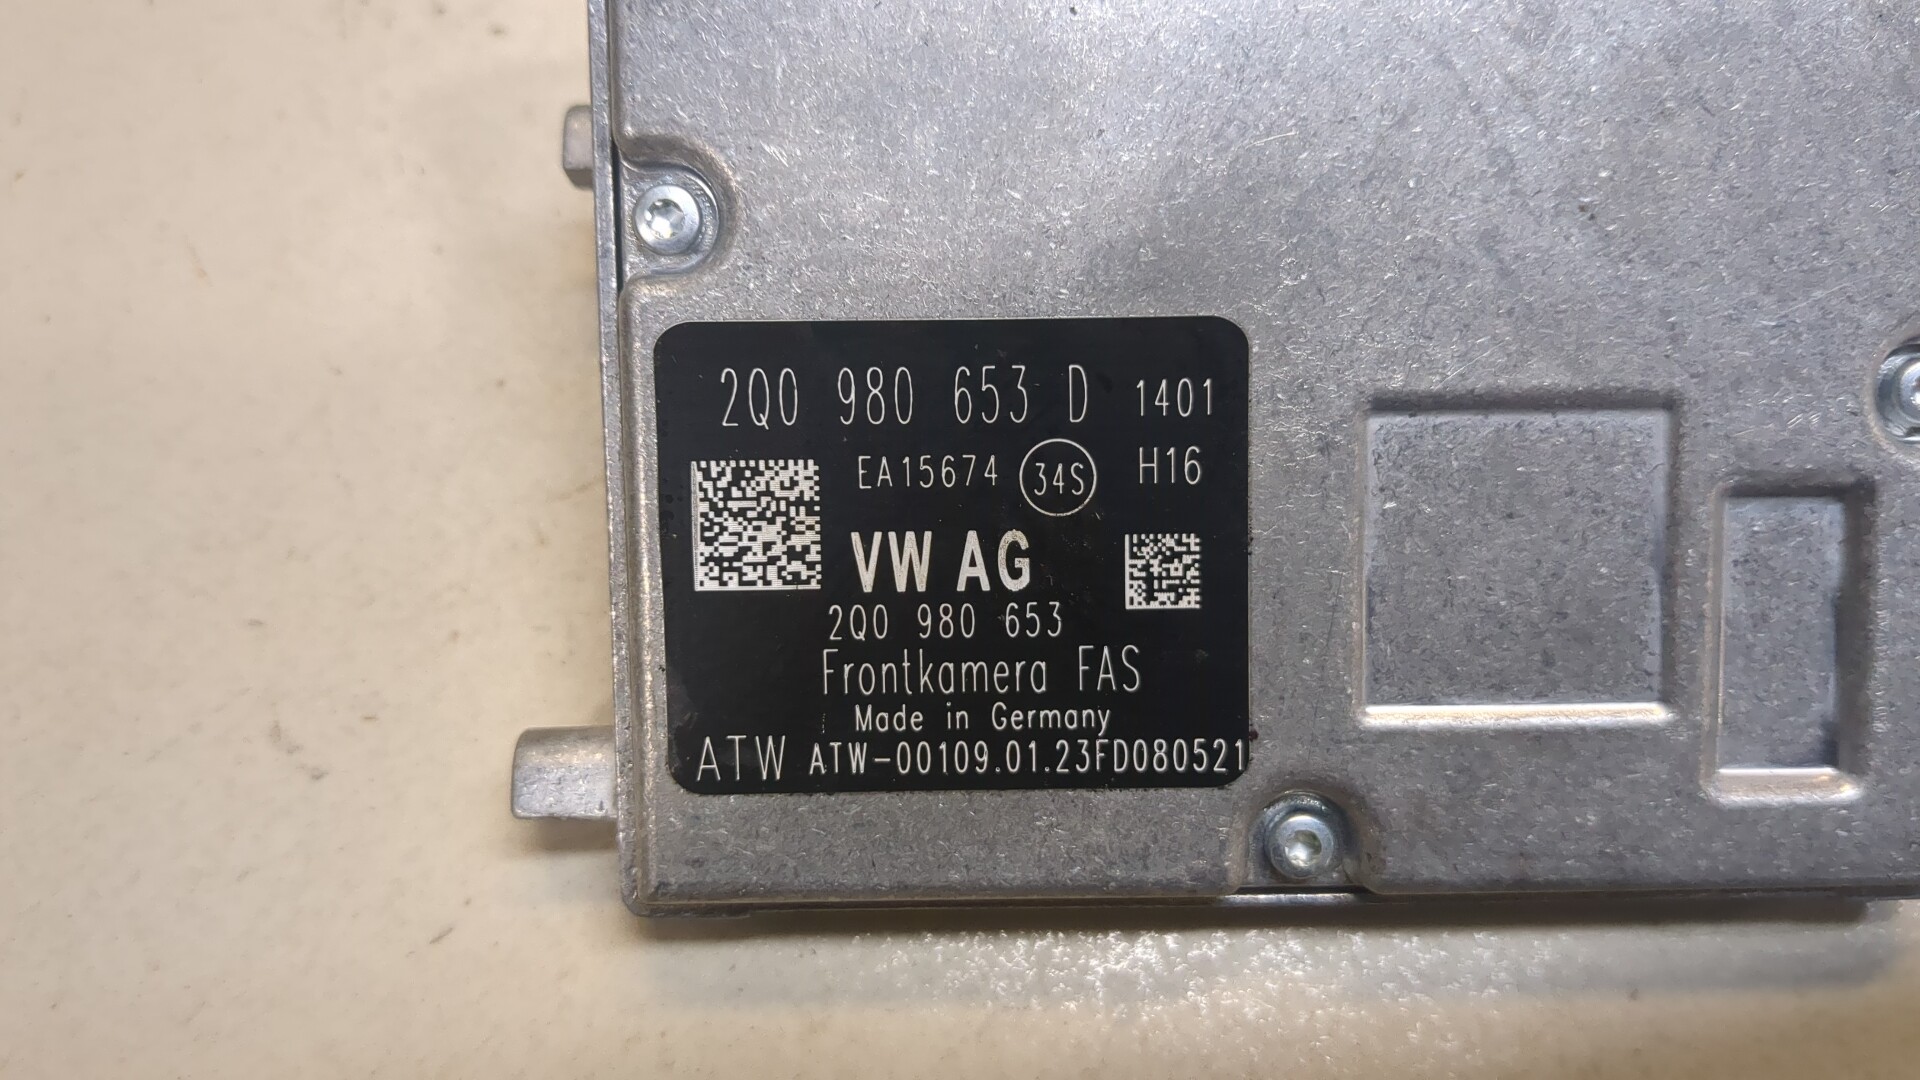 2Q0 980 653 D 1401
EA15674 34S H16
VW AG
2Q0 980 653
Frontkamera FAS
Made in Germany
ATW ATW-00109.01.23FD080521